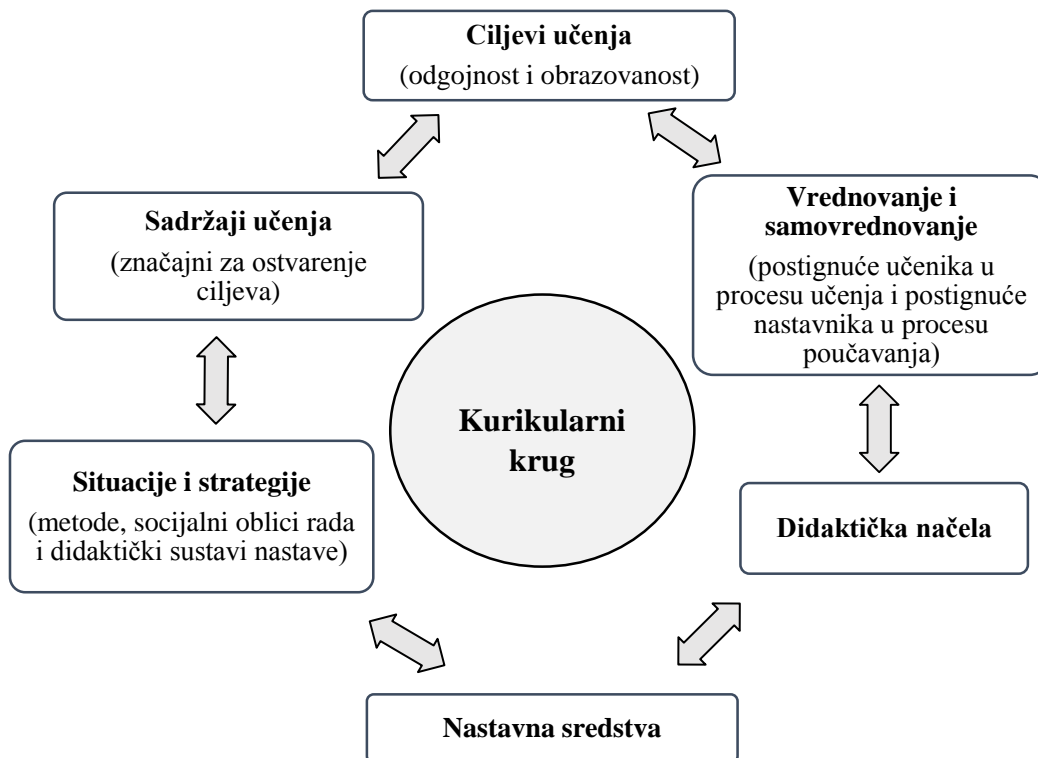 Ciljevi učenja
(odgojnost i obrazovanost)
Sadržaji učenja
(značajni za ostvarenje
ciljeva)
Vrednovanje i
samovrednovanje
(postignuće učenika u
procesu učenja i postignuće
nastavnika u procesu
poučavanja)
Kurikularni
krug
Situacije i strategije
(metode, socijalni oblici rada
i didaktički sustavi nastave)
Didaktička načela
Nastavna sredstva